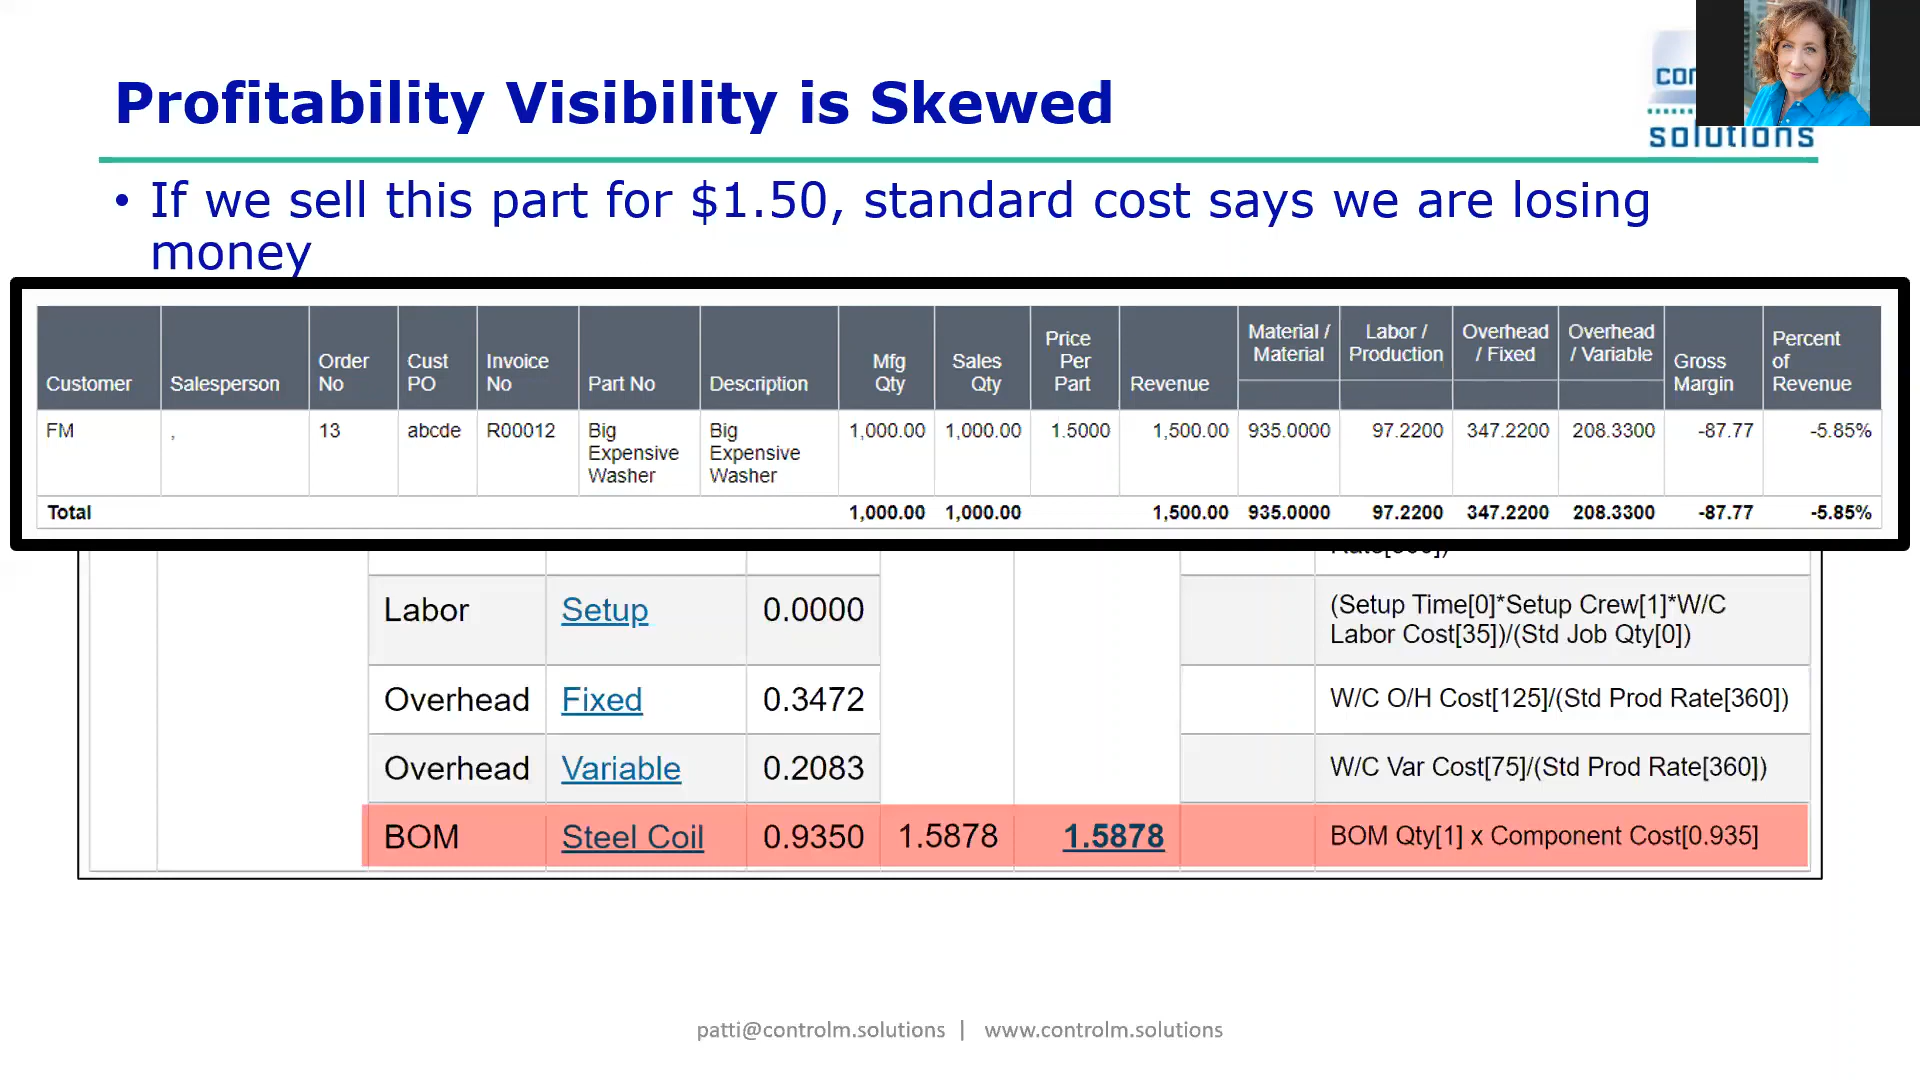 Profitability Visibility is Skewed
solutions
• If we sell this part for $1.50, standard cost says we are losing
money
Customer Salesperson Order No Cust PO Invoice No Part No Description Mfg Qty Sales Qty Price Per Part Revenue Material / Material Labor / Production Overhead / Fixed Overhead / Variable Gross Margin Percent of Revenue
FM , 13 abcde R00012 Big Expensive Washer Big Expensive Washer 1,000.00 1,000.00 1.5000 1,500.00 935.0000 97.2200 347.2200 208.3300 -87.77 -5.85%
Total 1,000.00 1,000.00 1,500.00 935.0000 97.2200 347.2200 208.3300 -87.77 -5.85%
Labor Setup 0.0000 (Setup Time[0]*Setup Crew[1]*W/C
Labor Cost[35])/(Std Job Qty[0])
Overhead Fixed 0.3472 W/C O/H Cost[125]/(Std Prod Rate[360])
Overhead Variable 0.2083 W/C Var Cost[75]/(Std Prod Rate[360])
BOM Steel Coil 0.9350 1.5878 1.5878 BOM Qty[1] x Component Cost[0.935]
patti@controlm.solutions | www.controlm.solutions